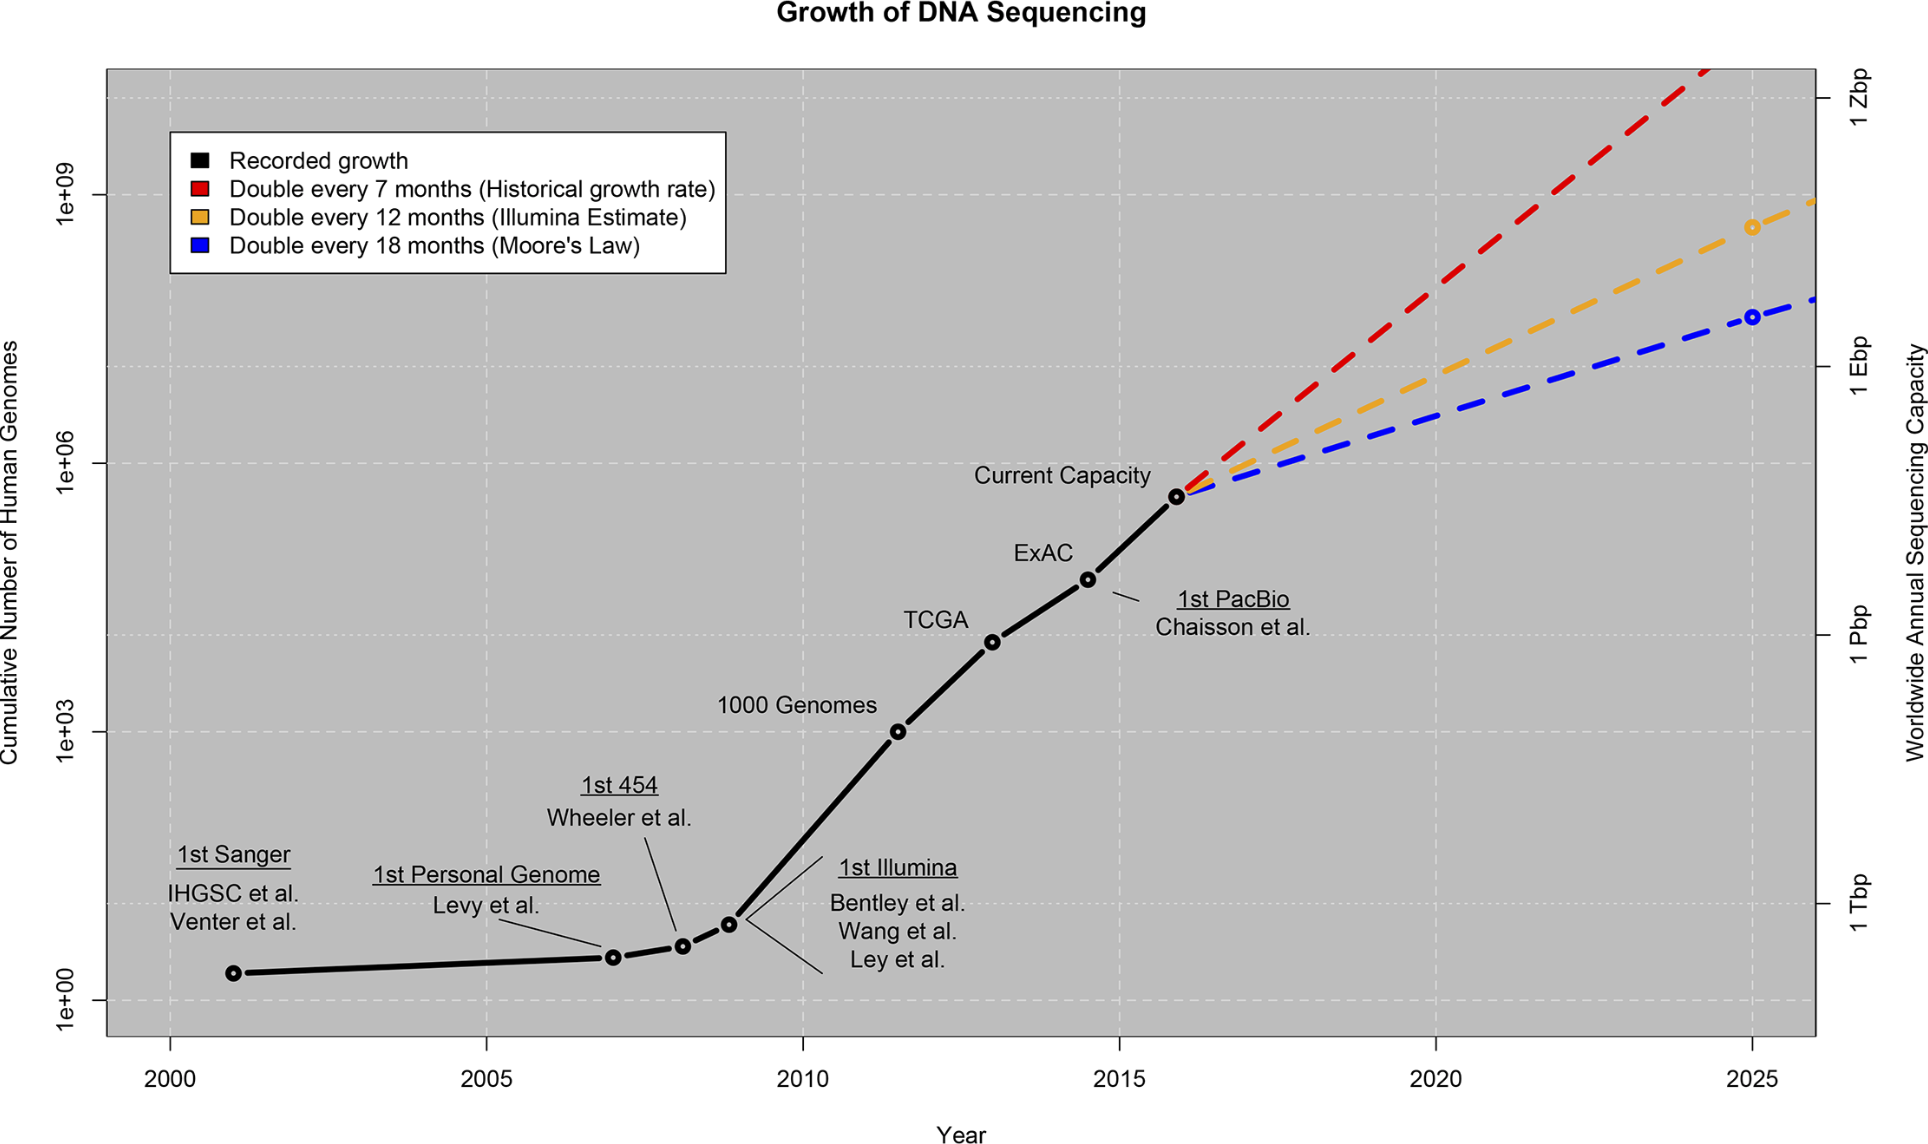 Growth of DNA Sequencing
Recorded growth
Double every 7 months (Historical growth rate)
Double every 12 months (Illumina Estimate)
Double every 18 months (Moore's Law)
Cumulative Number of Human Genomes
1e+09
1e+06
1e+03
1e+00
Worldwide Annual Sequencing Capacity
1 Zbp
1 Ebp
1 Pbp
1 Tbp
Current Capacity
ExAC
1st PacBio
Chaisson et al.
TCGA
1000 Genomes
1st 454
Wheeler et al.
1st Sanger
IHGSC et al.
Venter et al.
1st Personal Genome
Levy et al.
1st Illumina
Bentley et al.
Wang et al.
Ley et al.
2000
2005
2010
2015
2020
2025
Year